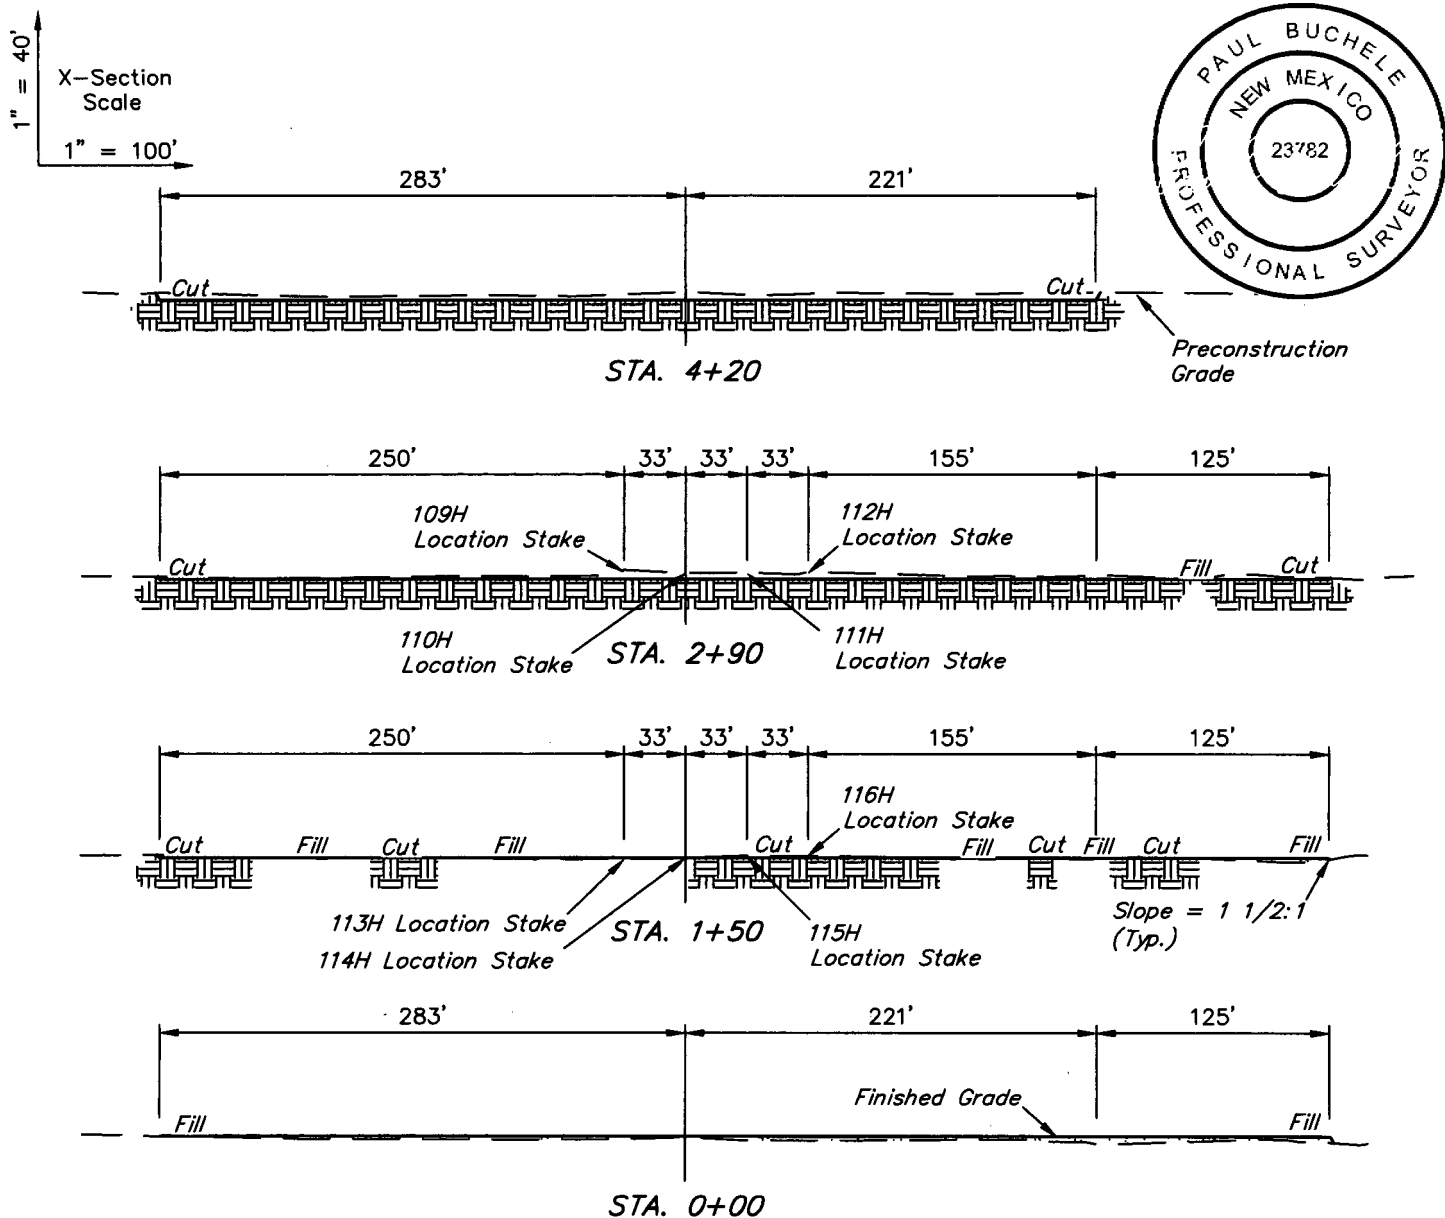 1" = 40'
X-Section
Scale
1" = 100'
PAUL BUCHELE
NEW MEXICO
23782
PROFESSIONAL SURVEYOR
283'
221'
Cut
Cut
Preconstruction
Grade
STA. 4+20
250'
33'
33'
33'
155'
125'
109H
Location Stake
112H
Location Stake
Cut
Fill
Cut
110H
Location Stake
STA. 2+90
111H
Location Stake
250'
33'
33'
33'
155'
125'
116H
Location Stake
Cut
Fill
Cut
Fill
Cut
Fill
Cut
Fill
Cut
Fill
113H Location Stake
114H Location Stake
STA. 1+50
115H
Location Stake
Slope = 1 1/2:1
(Typ.)
283'
221'
125'
Finished Grade
Fill
Fill
STA. 0+00